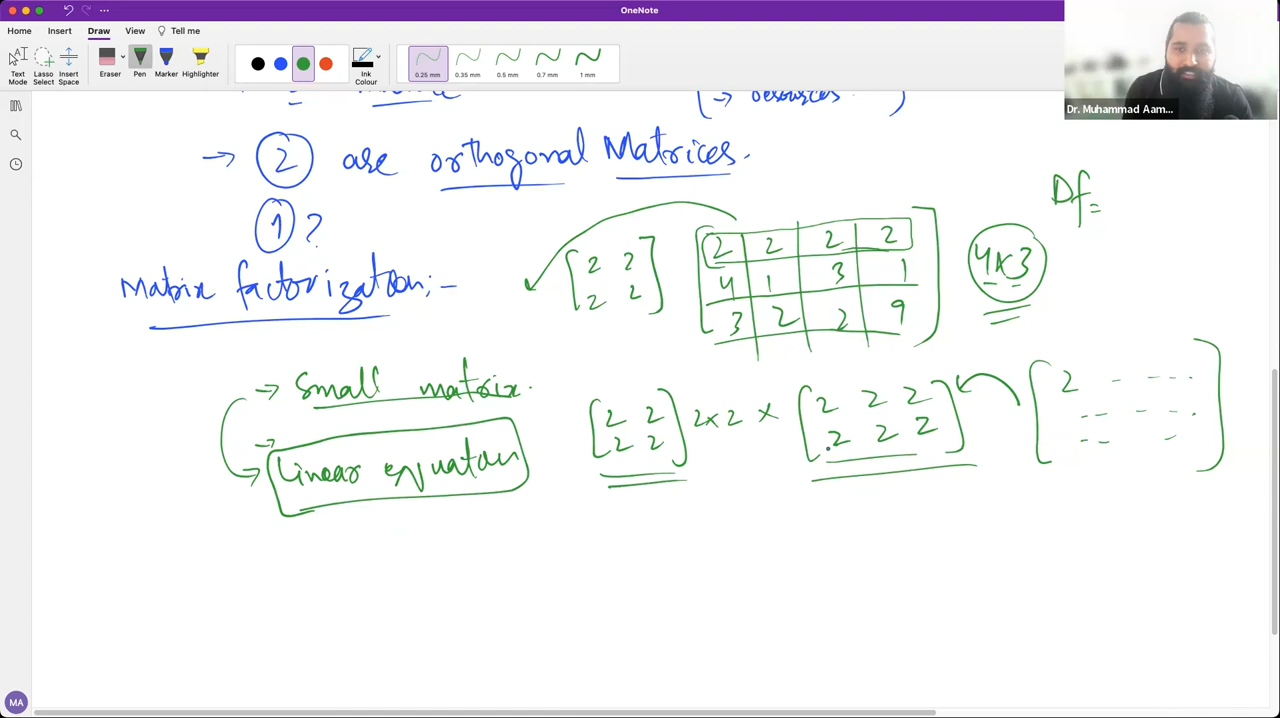 OneNote
Home Insert Draw View Tell me
Text Mode Lasso Select Insert Space Eraser Pen Marker Highlighter Ink Colour 0.25 mm 0.35 mm 0.5 mm 0.7 mm 1 mm
Dr. Muhammad Aam...
→ 2 are orthogonal Matrices.
1 ?
Df=
Matrix factorization:-
2 2
2 2
2 2 2 2
4 1 3 1
3 2 2 9
4x3
→ Small matrix.
→ Linear equation
2 2
2 2
2x2 x
2 2 2
2 2 2
2 - ---
-- - --
-- -
MA